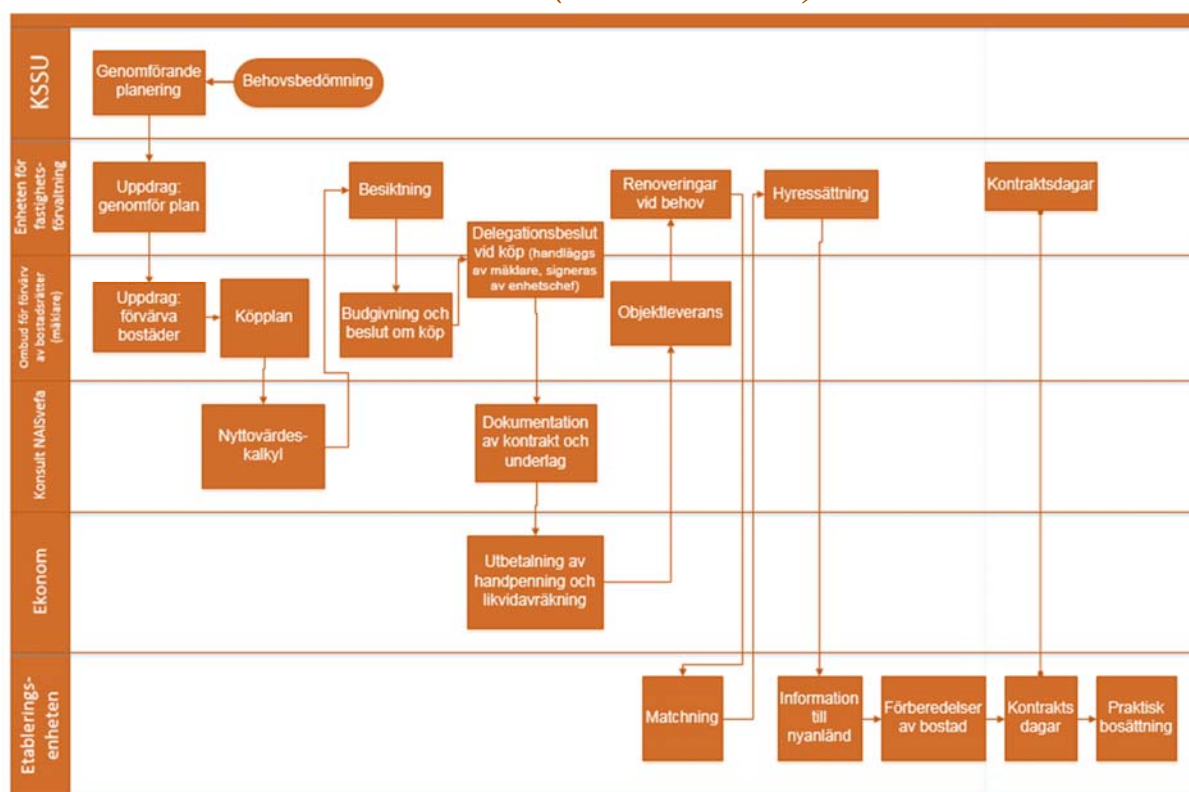 KSSU
Genomförande
planering
Behovsbedömning
Enheten för
fastighets-
förvaltning
Uppdrag:
genomför plan
Besiktning
Renoveringar
vid behov
Hyressättning
Kontraktsdagar
Delegationsbeslut
vid köp (handläggs
av mäklare, signeras
av enhetschef)
Ombud för förvärv
av bostadsrätter
(mäklare)
Uppdrag:
förvärva
bostäder
Köpplan
Budgivning och
beslut om köp
Objektleverans
Konsult NAISvefa
Nyttovärdes-
kalkyl
Dokumentation
av kontrakt och
underlag
Ekonom
Utbetalning av
handpenning och
likvidavräkning
Etablerings-
enheten
Matchning
Information
till
nyanländ
Förberedelser
av bostad
Kontrakts
dagar
Praktisk
bosättning